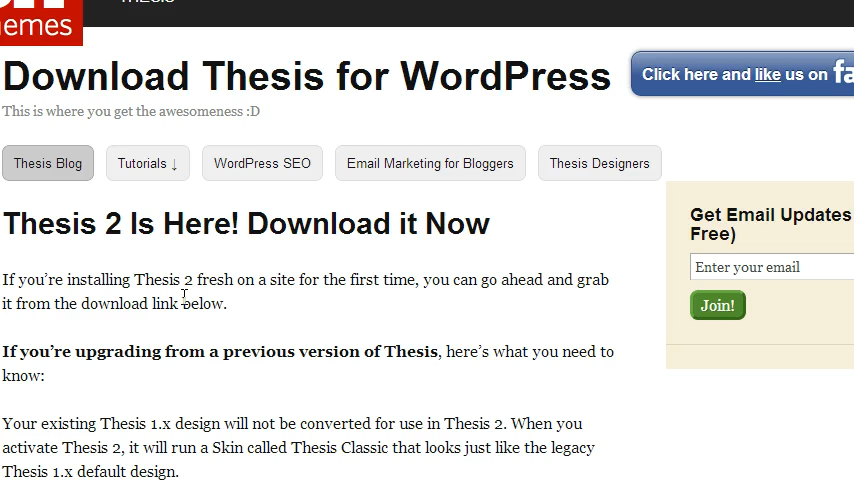 emes
Download Thesis for WordPress
Click here and like us on fa
This is where you get the awesomeness :D
Thesis Blog
Tutorials ↓
WordPress SEO
Email Marketing for Bloggers
Thesis Designers
Thesis 2 Is Here! Download it Now
If you're installing Thesis 2 fresh on a site for the first time, you can go ahead and grab
it from the download link below.
If you're upgrading from a previous version of Thesis, here's what you need to
know:
Your existing Thesis 1.x design will not be converted for use in Thesis 2. When you
activate Thesis 2, it will run a Skin called Thesis Classic that looks just like the legacy
Thesis 1.x default design.
Get Email Updates
Free)
Enter your email
Join!